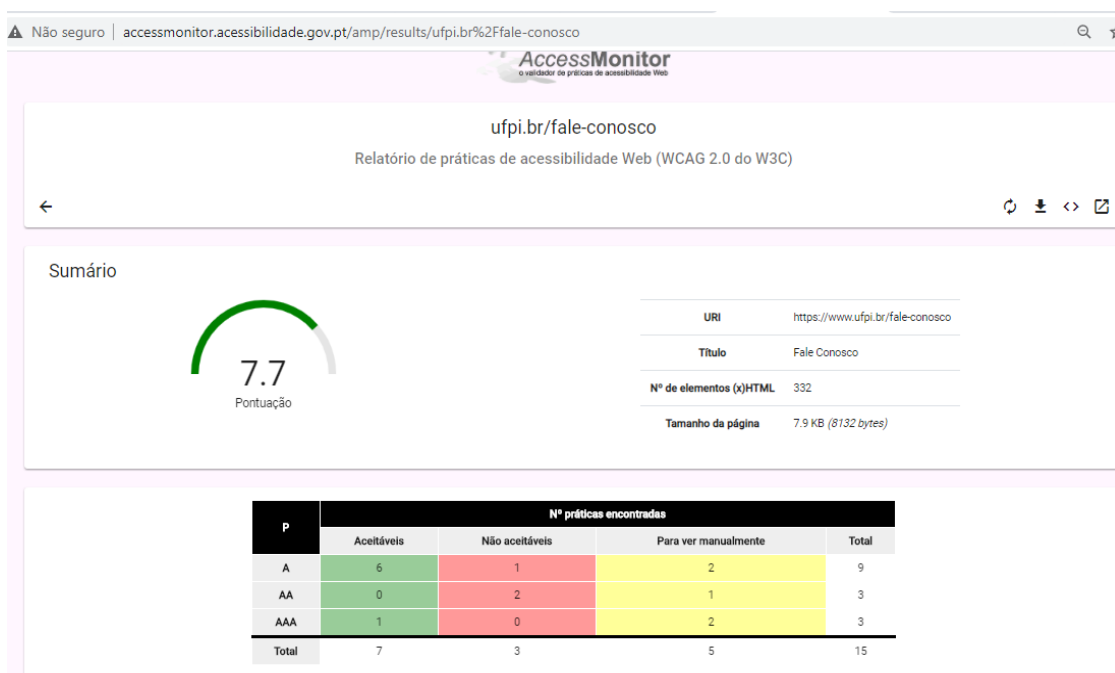 Não seguro | accessmonitor.acessibilidade.gov.pt/amp/results/ufpi.br%2Ffale-conosco
AccessMonitor
o validador de práticas de acessibilidade Web
ufpi.br/fale-conosco
Relatório de práticas de acessibilidade Web (WCAG 2.0 do W3C)
Sumário
7.7
Pontuação
URI https://www.ufpi.br/fale-conosco
Título Fale Conosco
Nº de elementos (x)HTML 332
Tamanho da página 7.9 KB (8132 bytes)
P Nº práticas encontradas
Aceitáveis Não aceitáveis Para ver manualmente Total
A 6 1 2 9
AA 0 2 1 3
AAA 1 0 2 3
Total 7 3 5 15